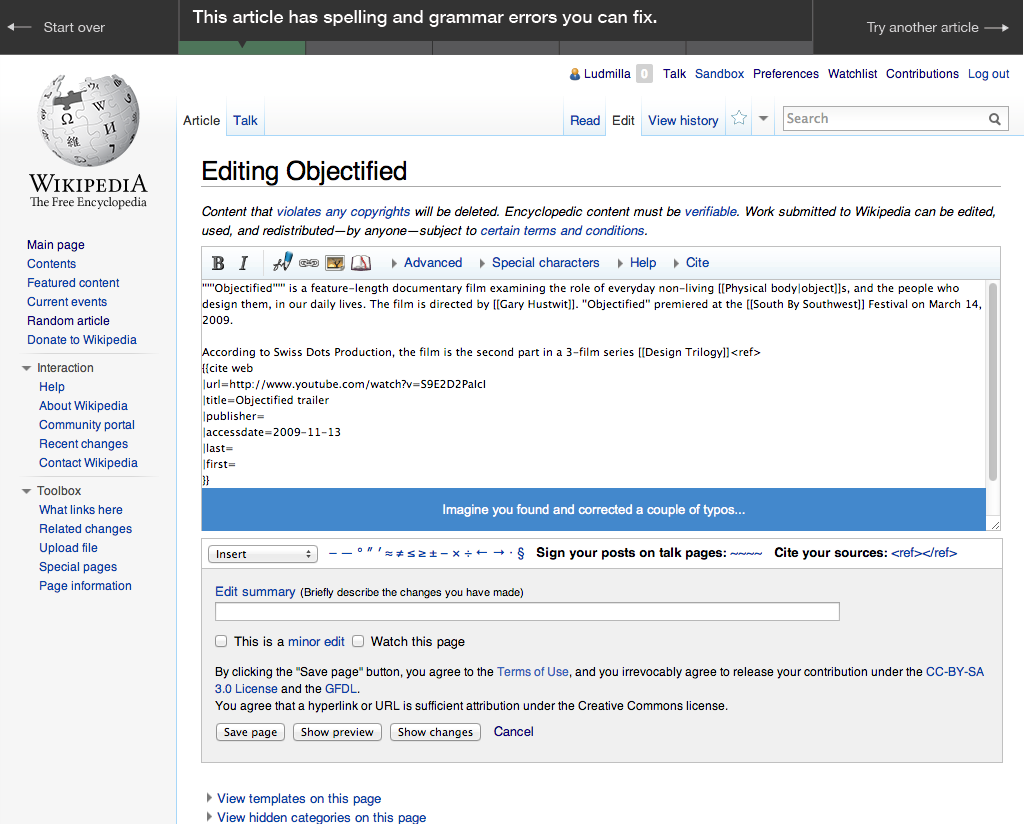 Start over
This article has spelling and grammar errors you can fix.
Try another article
Ludmilla 0 Talk Sandbox Preferences Watchlist Contributions Log out
Article Talk Read Edit View history Search
WIKIPEDIA
The Free Encyclopedia
Editing Objectified
Content that violates any copyrights will be deleted. Encyclopedic content must be verifiable. Work submitted to Wikipedia can be edited,
used, and redistributed—by anyone—subject to certain terms and conditions.
B I Advanced Special characters Help Cite
"""Objectified""" is a feature-length documentary film examining the role of everyday non-living [[Physical body|object]]s, and the people who
design them, in our daily lives. The film is directed by [[Gary Hustwit]]. "Objectified" premiered at the [[South By Southwest]] Festival on March 14,
2009.
According to Swiss Dots Production, the film is the second part in a 3-film series [[Design Trilogy]]<ref>
{{cite web
|url=http://www.youtube.com/watch?v=S9E2D2PaIcI
|title=Objectified trailer
|publisher=
|accessdate=2009-11-13
|last=
|first=
}}
Imagine you found and corrected a couple of typos...
Main page
Contents
Featured content
Current events
Random article
Donate to Wikipedia
Interaction
Help
About Wikipedia
Community portal
Recent changes
Contact Wikipedia
Toolbox
What links here
Related changes
Upload file
Special pages
Page information
Insert – — ° ″ ′ ≈ ≠ ≤ ≥ ± − × ÷ ← → · § Sign your posts on talk pages: ~~~~ Cite your sources: <ref></ref>
Edit summary (Briefly describe the changes you have made)
This is a minor edit Watch this page
By clicking the "Save page" button, you agree to the Terms of Use, and you irrevocably agree to release your contribution under the CC-BY-SA
3.0 License and the GFDL.
You agree that a hyperlink or URL is sufficient attribution under the Creative Commons license.
Save page Show preview Show changes Cancel
View templates on this page
View hidden categories on this page